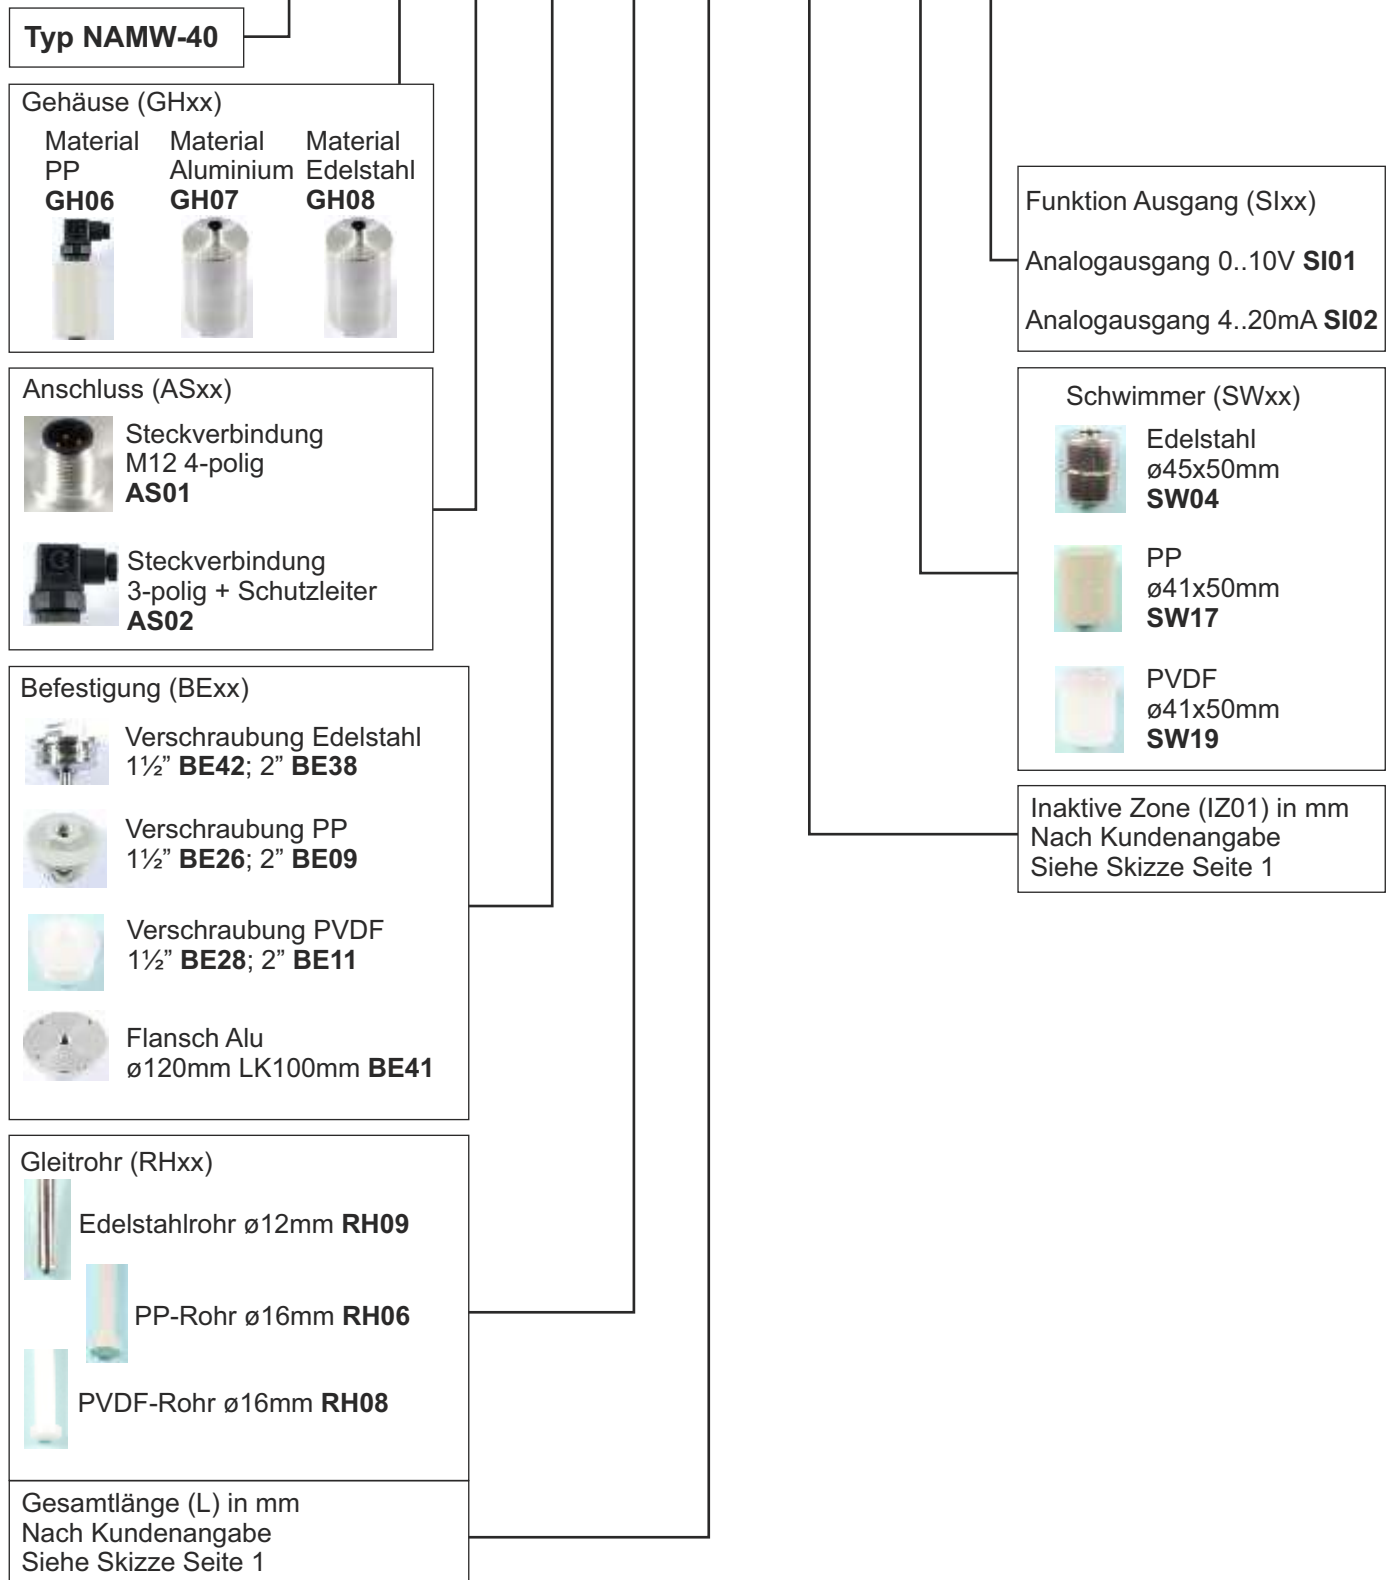 Typ NAMW-40
Gehäuse (GHxx)
Material
PP
GH06
Material
Aluminium
GH07
Material
Edelstahl
GH08
Anschluss (ASxx)
Steckverbindung
M12 4-polig
AS01
Steckverbindung
3-polig + Schutzleiter
AS02
Befestigung (BExx)
Verschraubung Edelstahl
1½” BE42; 2” BE38
Verschraubung PP
1½” BE26; 2” BE09
Verschraubung PVDF
1½” BE28; 2” BE11
Flansch Alu
ø120mm LK100mm BE41
Gleitrohr (RHxx)
Edelstahlrohr ø12mm RH09
PP-Rohr ø16mm RH06
PVDF-Rohr ø16mm RH08
Gesamtlänge (L) in mm
Nach Kundenangabe
Siehe Skizze Seite 1
Funktion Ausgang (SIxx)
Analogausgang 0..10V SI01
Analogausgang 4..20mA SI02
Schwimmer (SWxx)
Edelstahl
ø45x50mm
SW04
PP
ø41x50mm
SW17
PVDF
ø41x50mm
SW19
Inaktive Zone (IZ01) in mm
Nach Kundenangabe
Siehe Skizze Seite 1